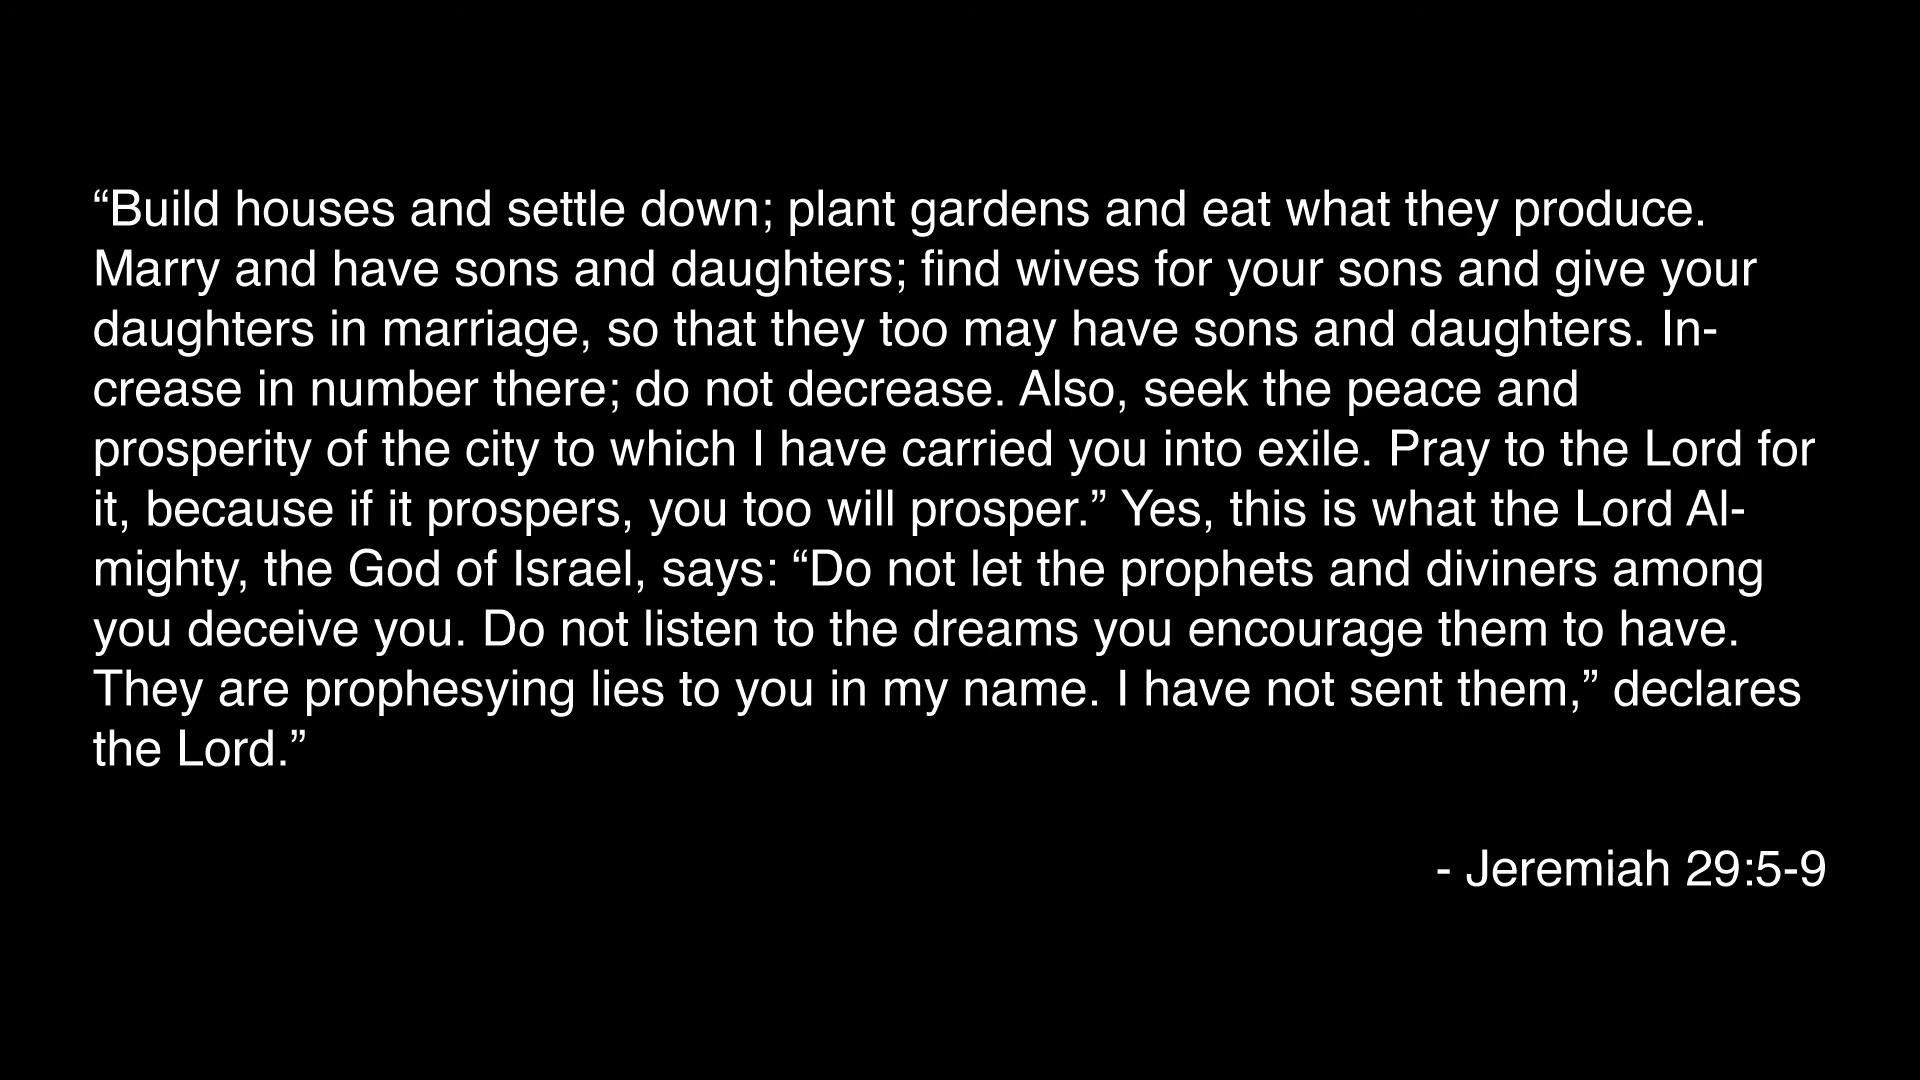 “Build houses and settle down; plant gardens and eat what they produce.
Marry and have sons and daughters; find wives for your sons and give your
daughters in marriage, so that they too may have sons and daughters. In-
crease in number there; do not decrease. Also, seek the peace and
prosperity of the city to which I have carried you into exile. Pray to the Lord for
it, because if it prospers, you too will prosper.” Yes, this is what the Lord Al-
mighty, the God of Israel, says: “Do not let the prophets and diviners among
you deceive you. Do not listen to the dreams you encourage them to have.
They are prophesying lies to you in my name. I have not sent them,” declares
the Lord.”
- Jeremiah 29:5-9